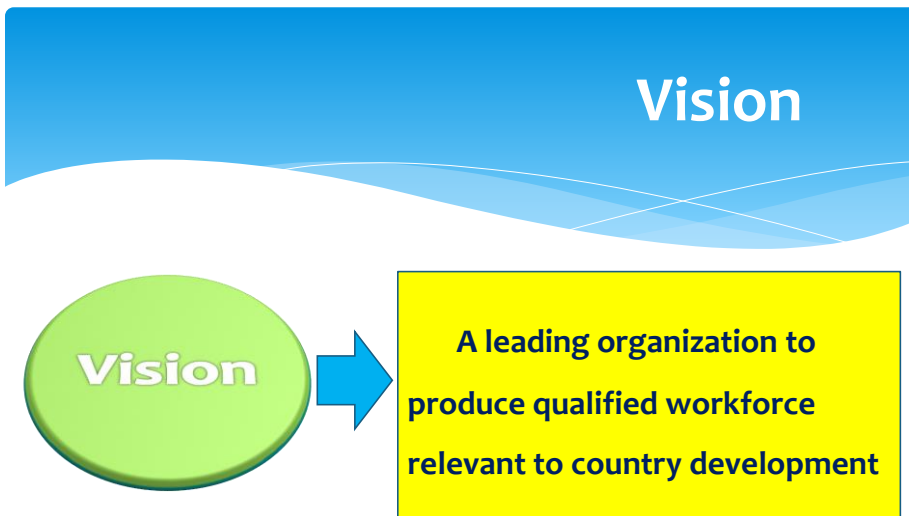 Vision
Vision
A leading organization to
produce qualified workforce
relevant to country development